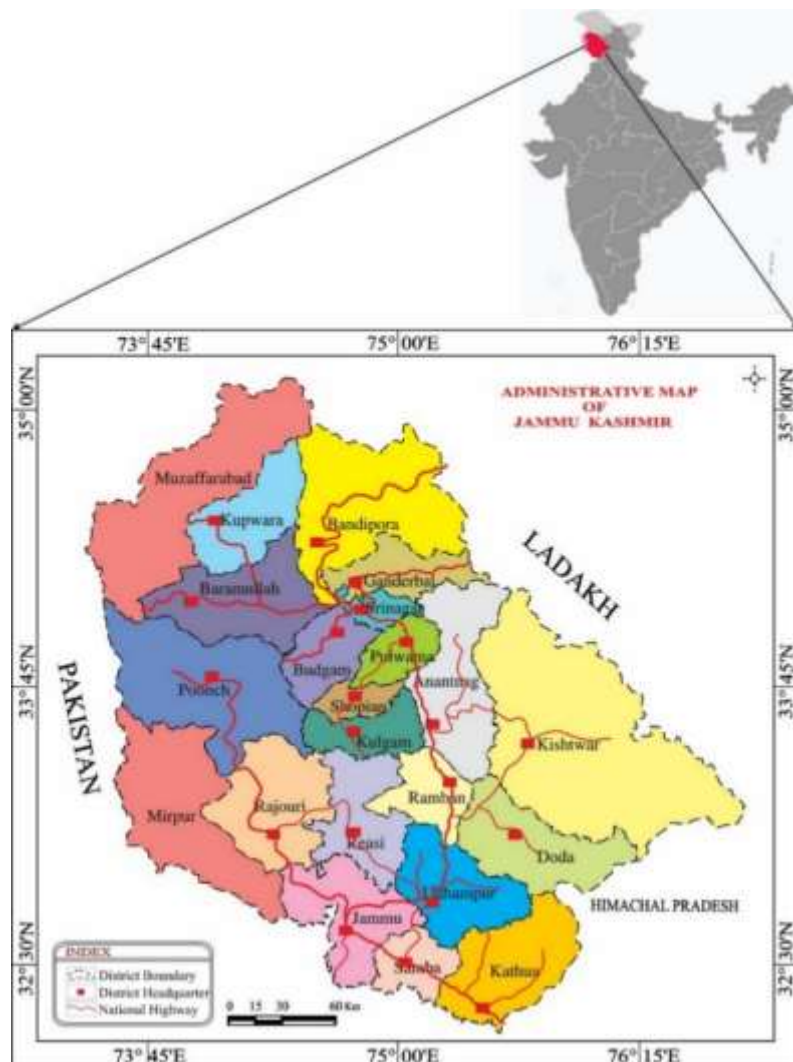 73° 45'E 75° 00'E 76° 15'E
35° 00'N
35° 00'N
ADMINISTRATIVE MAP
OF
JAMMU KASHMIR
Muzaffarabad
Kupwara
Bandipora
LADAKH
Ganderbal
Baramullah
Srinagar
Pulwama
Budgam
33° 45'N
33° 45'N
PAKISTAN
Poonch
Anantnag
Shopian
Kulgam
Kishtwar
Ramban
Mirpur
Rajouri
Reasi
Doda
Udhampur
HIMACHAL PRADESH
Jammu
Samba
Kathua
32° 30'N
32° 30'N
INDEX
District Boundary
District Headquarter
National Highway
0 15 30 60 Km
73° 45'E 75° 00'E 76° 15'E